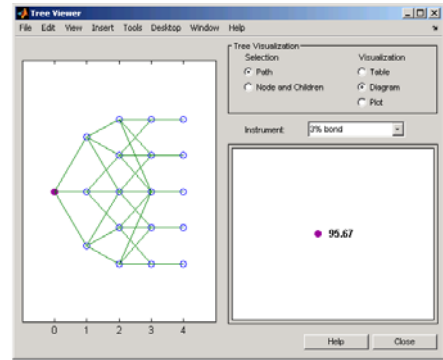 Tree Viewer
File Edit View Insert Tools Desktop Window Help
Tree Visualization
Selection Visualization
Path Table
Node and Children Diagram
Plot
Instrument: 3% bond
95.67
0 1 2 3 4
Help Close